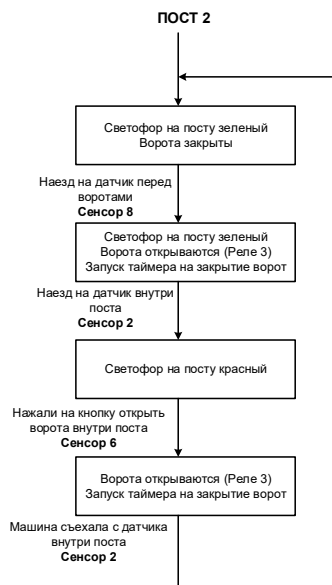 ПОСТ 2
Светофор на посту зеленый
Ворота закрыты
Наезд на датчик перед
воротами
Сенсор 8
Светофор на посту зеленый
Ворота открываются (Реле 3)
Запуск таймера на закрытие ворот
Наезд на датчик внутри
поста
Сенсор 2
Светофор на посту красный
Нажали на кнопку открыть
ворота внутри поста
Сенсор 6
Ворота открываются (Реле 3)
Запуск таймера на закрытие ворот
Машина съехала с датчика
внутри поста
Сенсор 2